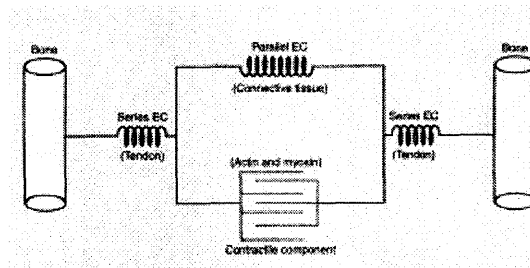 Bone
Parallel EC
Bone
(Connective tissue)
Series EC
Series EC
(Tendon)
(Tendon)
(Actin and myosin)
Contractile component